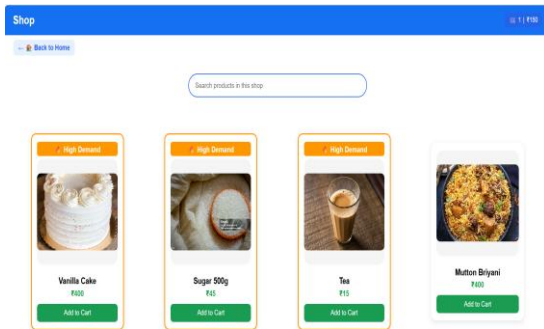 Shop
1 | ₹180
← 🏠 Back to Home
Search products in this shop
🔥 High Demand
Vanilla Cake
₹400
Add to Cart
🔥 High Demand
Sugar 500g
₹45
Add to Cart
🔥 High Demand
Tea
₹15
Add to Cart
Mutton Briyani
₹400
Add to Cart